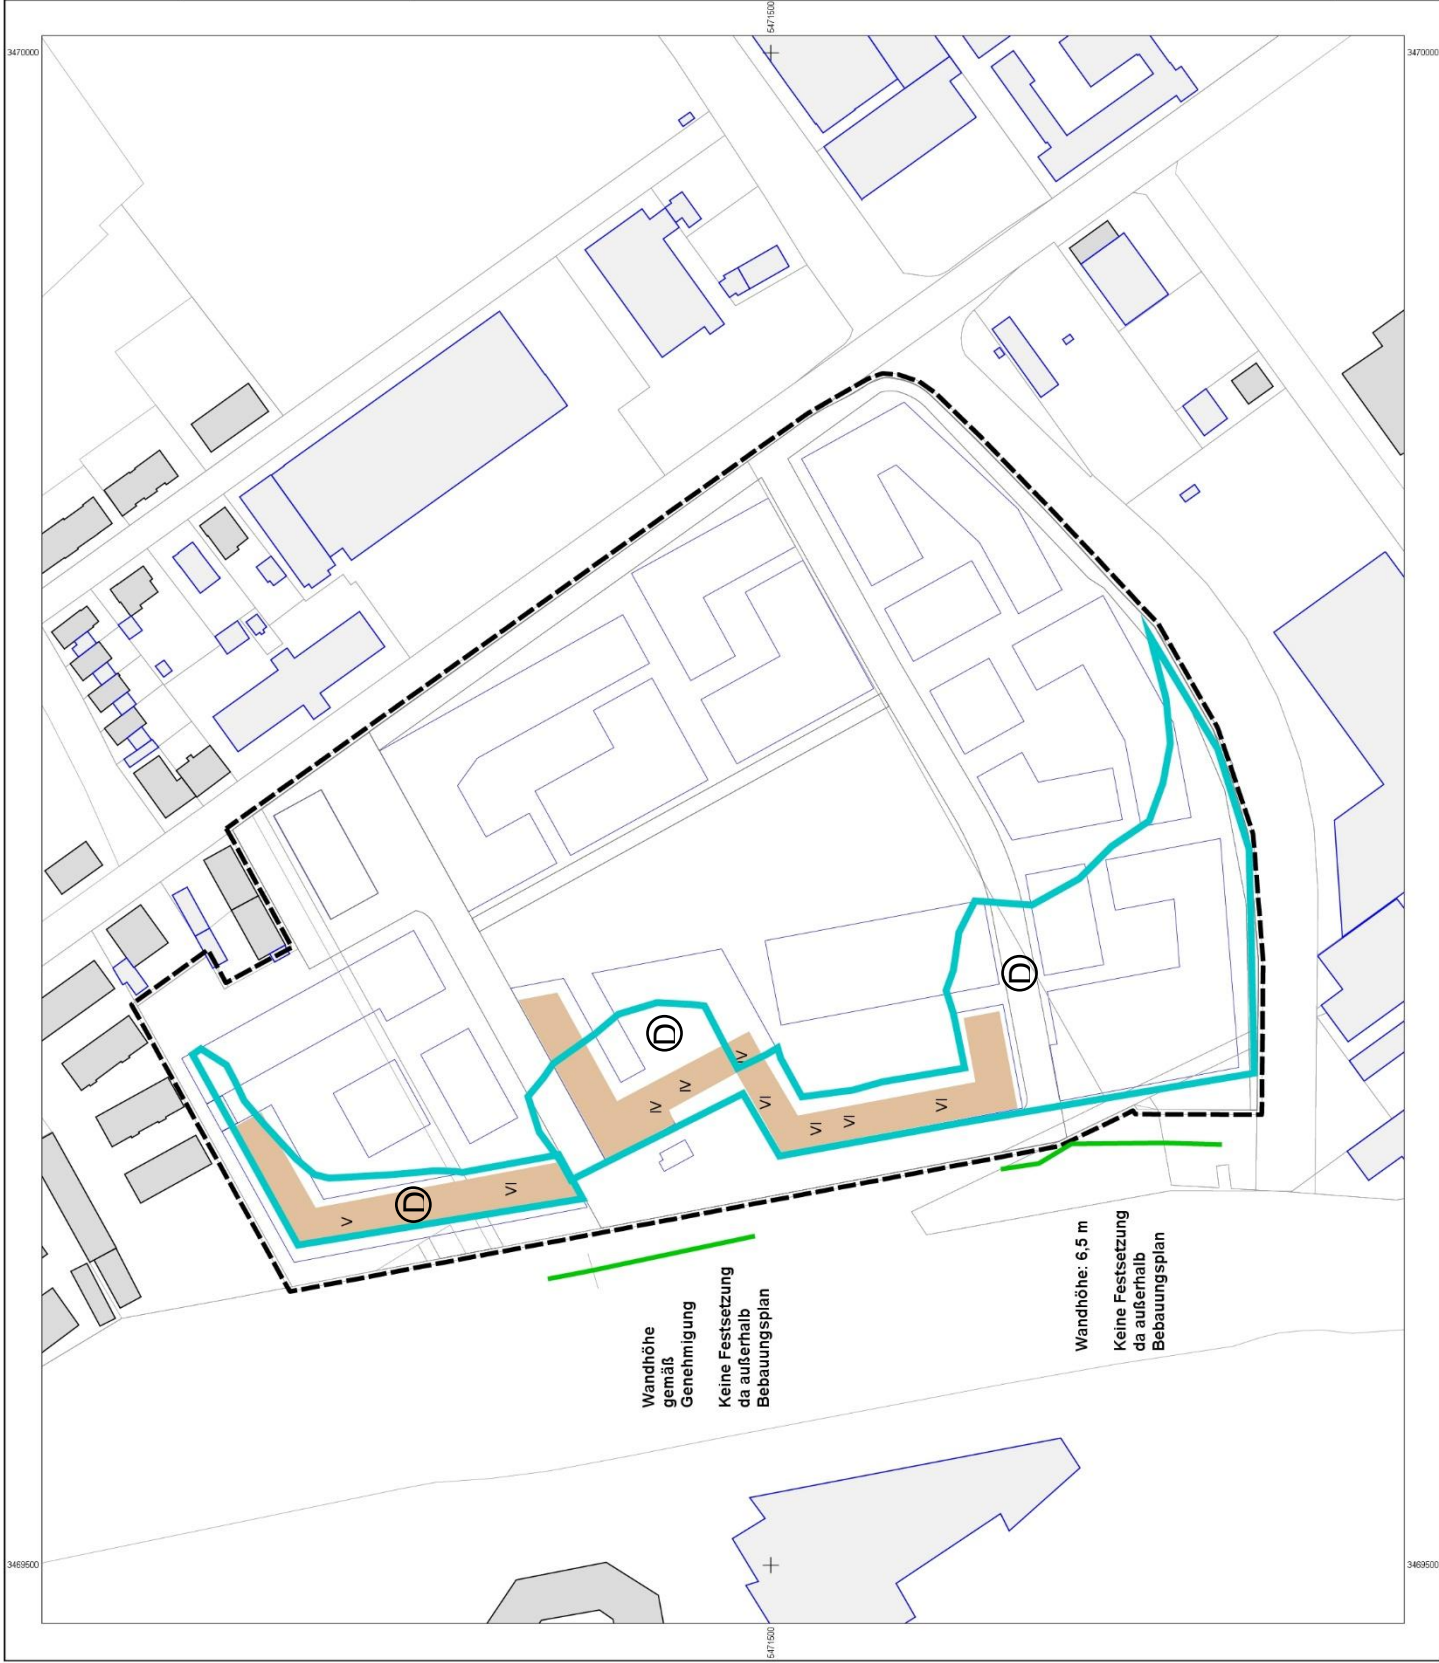 5471500
3470000
3470000
D
D
D
V
VI
IV
IV
IV
VI
VI
VI
VI
Wandhöhe
gemäß
Genehmigung
Keine Festsetzung
da außerhalb
Bebauungsplan
Wandhöhe: 6,5 m
Keine Festsetzung
da außerhalb
Bebauungsplan
3469500
3469500
5471500